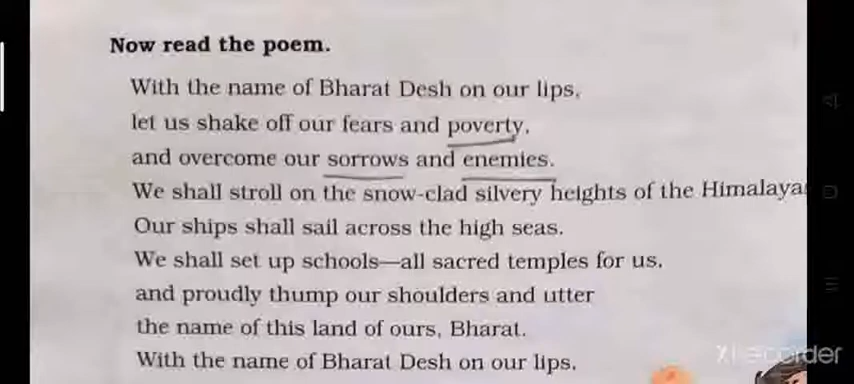 Now read the poem.
With the name of Bharat Desh on our lips,
let us shake off our fears and poverty,
and overcome our sorrows and enemies.
We shall stroll on the snow-clad silvery heights of the Himalaya
Our ships shall sail across the high seas.
We shall set up schools—all sacred temples for us,
and proudly thump our shoulders and utter
the name of this land of ours, Bharat.
With the name of Bharat Desh on our lips.